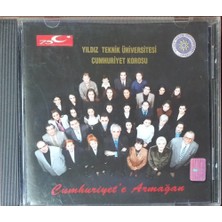 YILDIZ TEKNİK ÜNİVERSİTESİ
CUMHURİYET KOROSU
Cumhuriyet'e Armağan